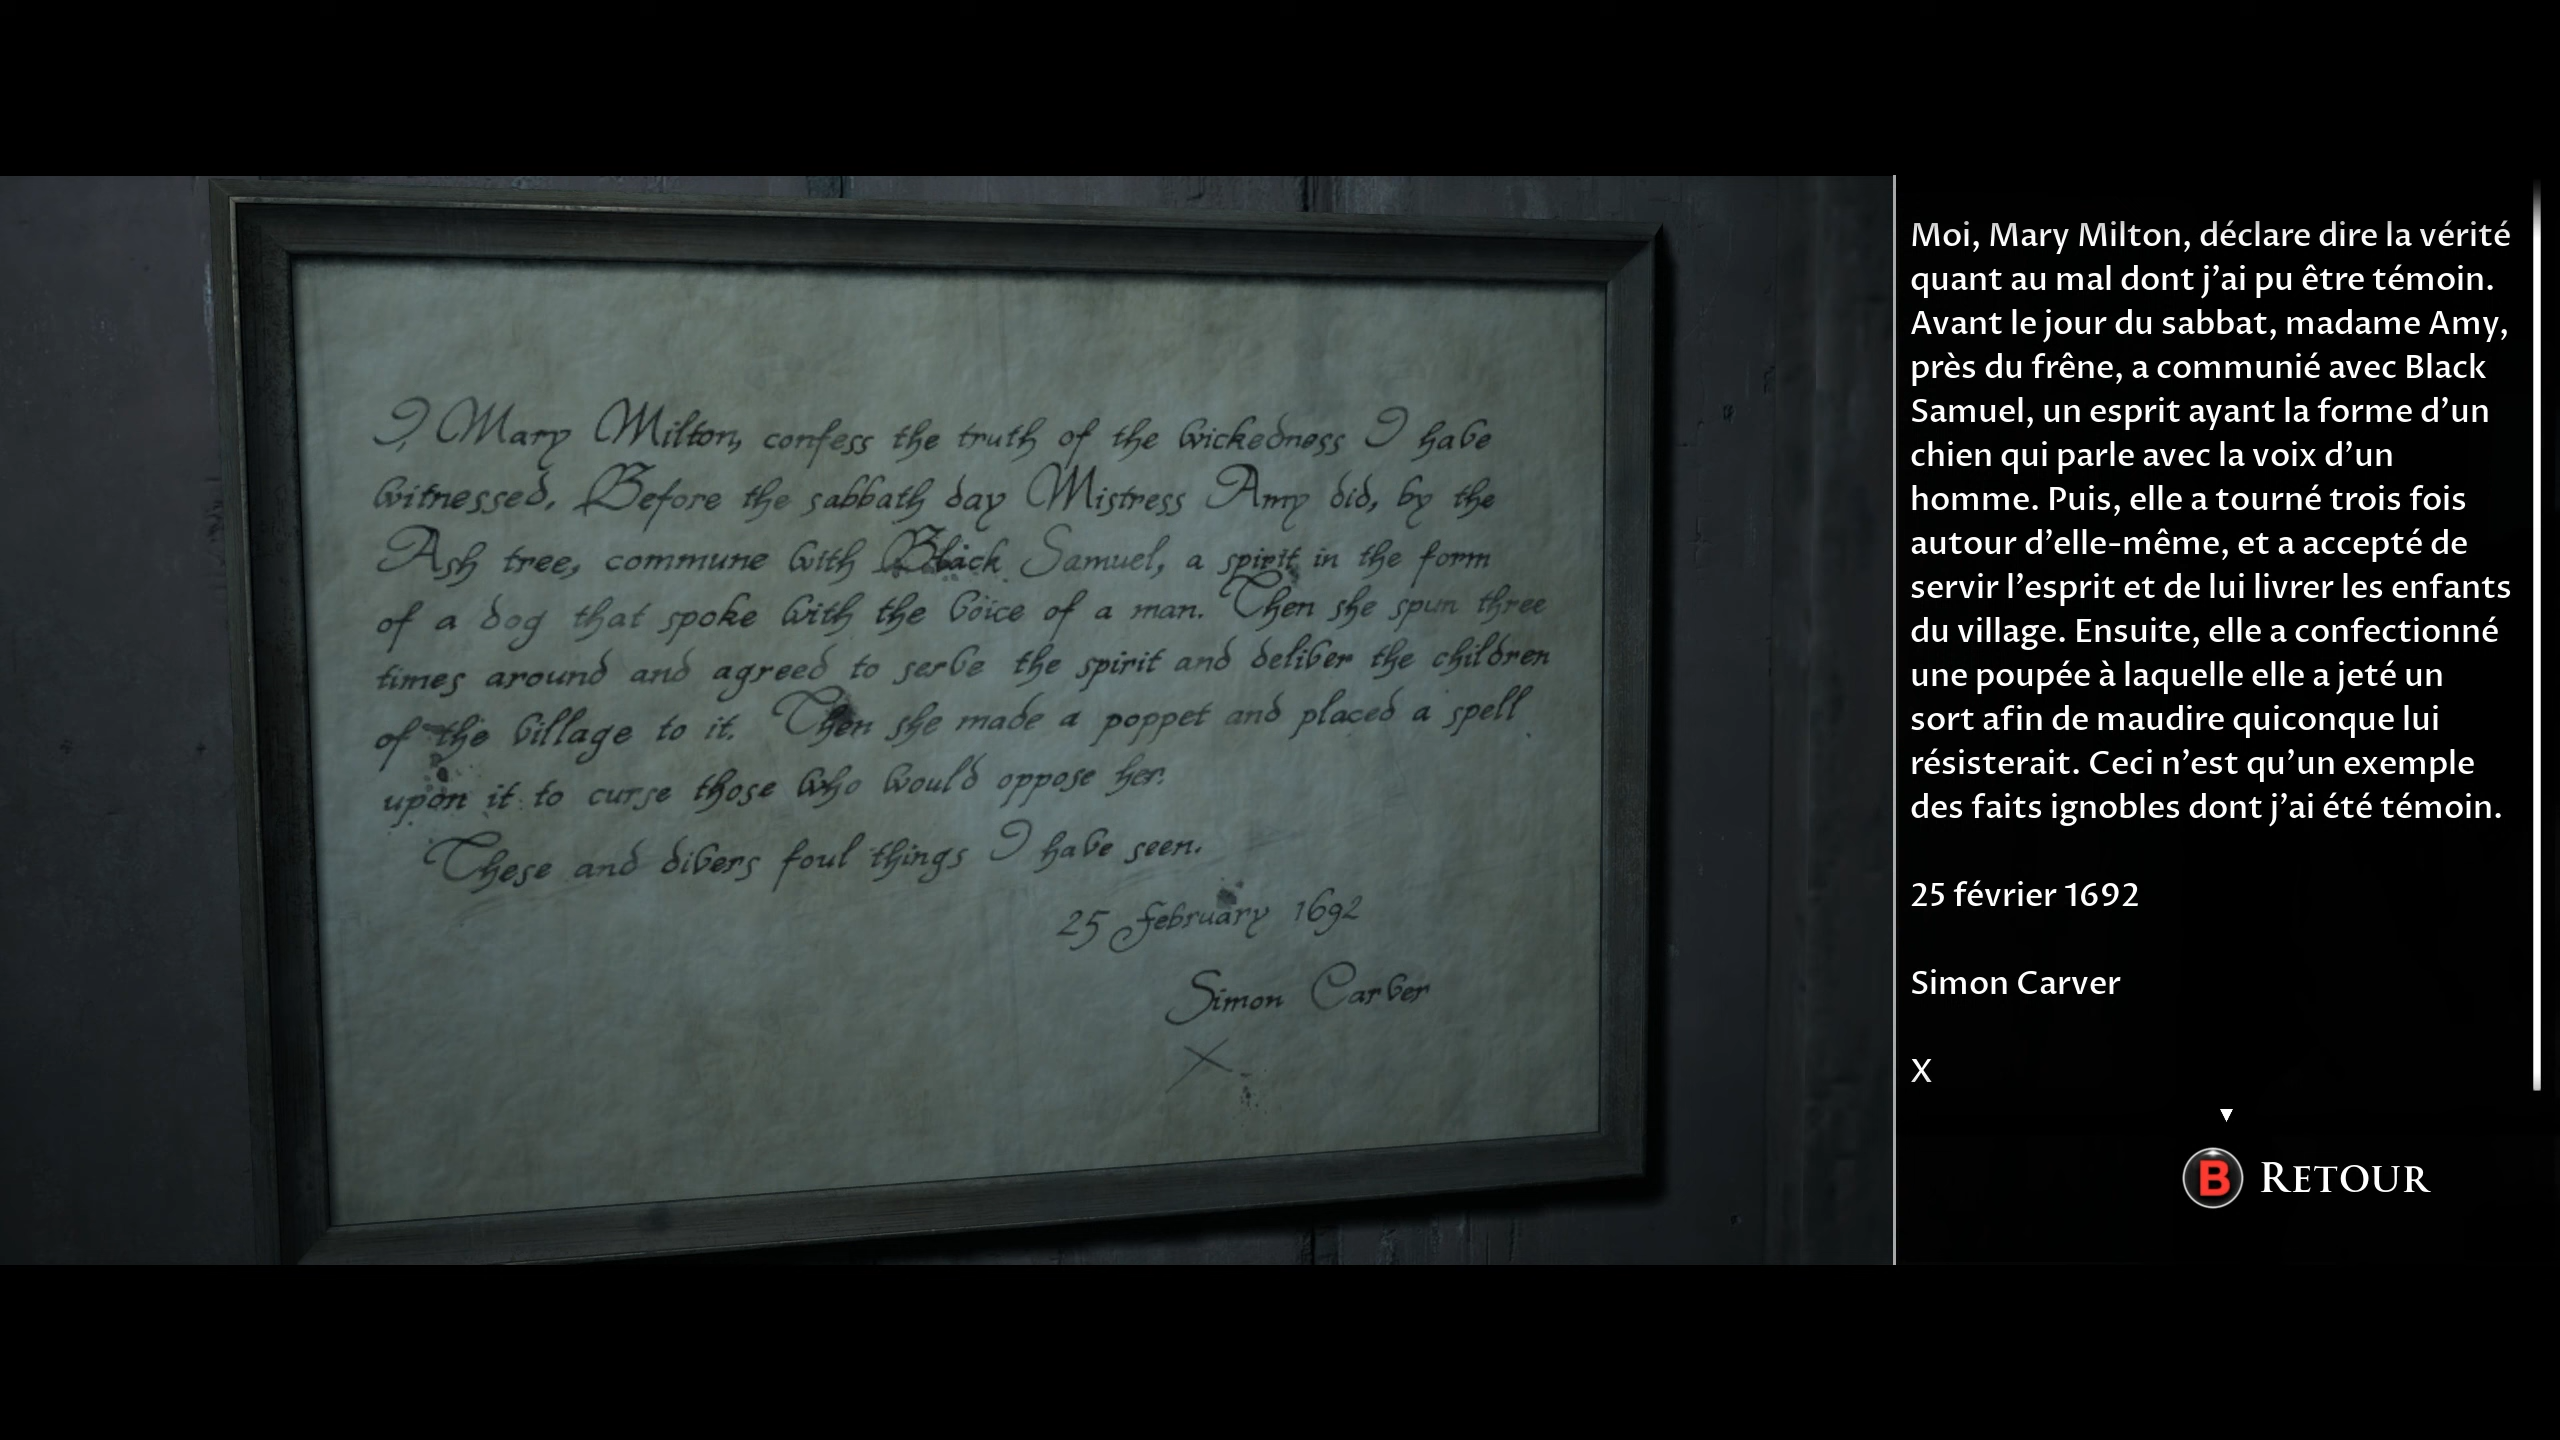 I, Mary Milton, confess the truth of the wickedness I have
witnessed. Before the sabbath day Mistress Amy did, by the
Ash tree, commune with Black Samuel, a spirit in the form
of a dog that spoke with the voice of a man. Then she spun three
times around and agreed to serve the spirit and deliver the children
of the village to it. Then she made a poppet and placed a spell
upon it to curse those who would oppose her.
These and divers foul things I have seen.
25 February 1692
Simon Carver
X
Moi, Mary Milton, déclare dire la vérité
quant au mal dont j’ai pu être témoin.
Avant le jour du sabbat, madame Amy,
près du frêne, a communié avec Black
Samuel, un esprit ayant la forme d’un
chien qui parle avec la voix d’un
homme. Puis, elle a tourné trois fois
autour d’elle-même, et a accepté de
servir l’esprit et de lui livrer les enfants
du village. Ensuite, elle a confectionné
une poupée à laquelle elle a jeté un
sort afin de maudire quiconque lui
résisterait. Ceci n’est qu’un exemple
des faits ignobles dont j’ai été témoin.
25 février 1692
Simon Carver
X
B RETOUR